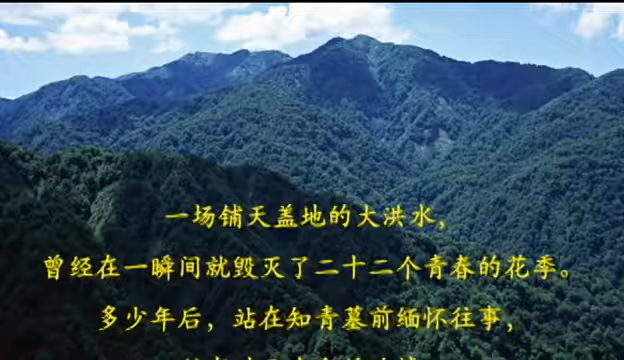 一场铺天盖地的大洪水，
曾经在一瞬间就毁灭了二十二个青春的花季。
多少年后，站在知青墓前缅怀往事，